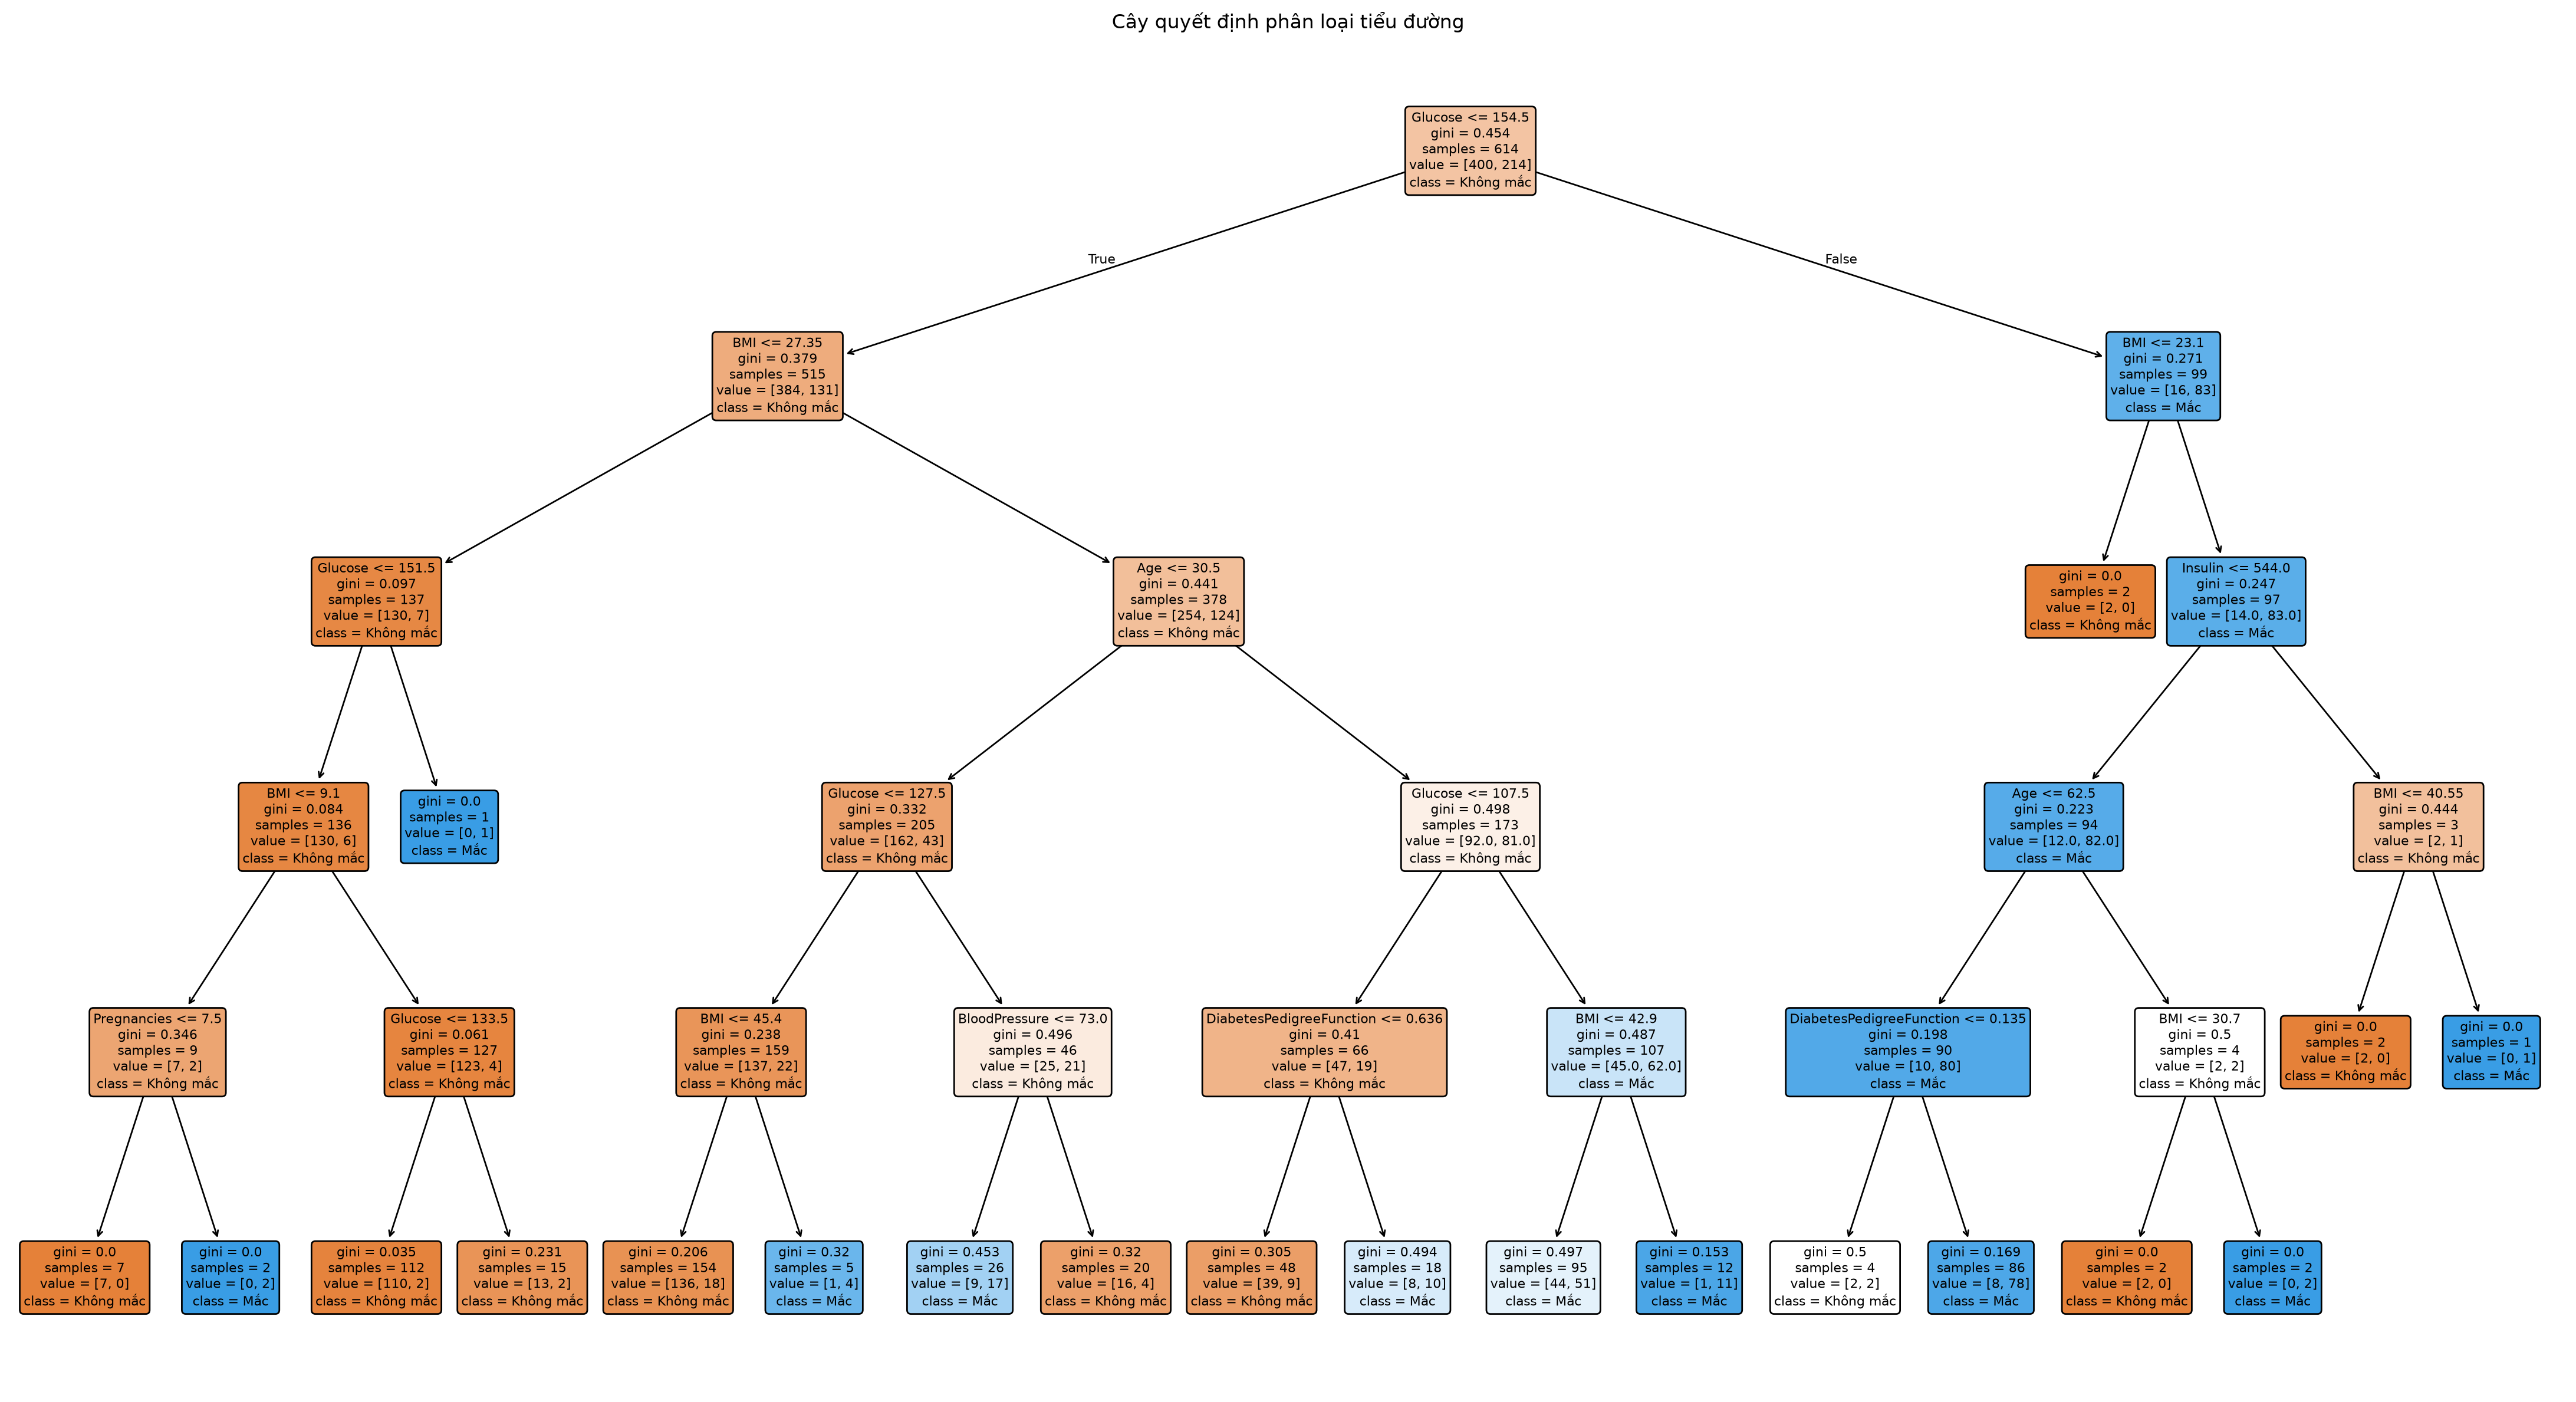 Cây quyết định phân loại tiểu đường
Glucose <= 154.5
gini = 0.454
samples = 614
value = [400, 214]
class = Không mắc
True
False
BMI <= 27.35
gini = 0.379
samples = 515
value = [384, 131]
class = Không mắc
BMI <= 23.1
gini = 0.271
samples = 99
value = [16, 83]
class = Mắc
Glucose <= 151.5
gini = 0.097
samples = 137
value = [130, 7]
class = Không mắc
Age <= 30.5
gini = 0.441
samples = 378
value = [254, 124]
class = Không mắc
gini = 0.0
samples = 2
value = [2, 0]
class = Không mắc
Insulin <= 544.0
gini = 0.247
samples = 97
value = [14.0, 83.0]
class = Mắc
BMI <= 9.1
gini = 0.084
samples = 136
value = [130, 6]
class = Không mắc
gini = 0.0
samples = 1
value = [0, 1]
class = Mắc
Glucose <= 127.5
gini = 0.332
samples = 205
value = [162, 43]
class = Không mắc
Glucose <= 107.5
gini = 0.498
samples = 173
value = [92.0, 81.0]
class = Không mắc
Age <= 62.5
gini = 0.223
samples = 94
value = [12.0, 82.0]
class = Mắc
BMI <= 40.55
gini = 0.444
samples = 3
value = [2, 1]
class = Không mắc
Pregnancies <= 7.5
gini = 0.346
samples = 9
value = [7, 2]
class = Không mắc
Glucose <= 133.5
gini = 0.061
samples = 127
value = [123, 4]
class = Không mắc
BMI <= 45.4
gini = 0.238
samples = 159
value = [137, 22]
class = Không mắc
BloodPressure <= 73.0
gini = 0.496
samples = 46
value = [25, 21]
class = Không mắc
DiabetesPedigreeFunction <= 0.636
gini = 0.41
samples = 66
value = [47, 19]
class = Không mắc
BMI <= 42.9
gini = 0.487
samples = 107
value = [45.0, 62.0]
class = Mắc
DiabetesPedigreeFunction <= 0.135
gini = 0.198
samples = 90
value = [10, 80]
class = Mắc
BMI <= 30.7
gini = 0.5
samples = 4
value = [2, 2]
class = Không mắc
gini = 0.0
samples = 2
value = [2, 0]
class = Không mắc
gini = 0.0
samples = 1
value = [0, 1]
class = Mắc
gini = 0.0
samples = 7
value = [7, 0]
class = Không mắc
gini = 0.0
samples = 2
value = [0, 2]
class = Mắc
gini = 0.035
samples = 112
value = [110, 2]
class = Không mắc
gini = 0.231
samples = 15
value = [13, 2]
class = Không mắc
gini = 0.206
samples = 154
value = [136, 18]
class = Không mắc
gini = 0.32
samples = 5
value = [1, 4]
class = Mắc
gini = 0.453
samples = 26
value = [9, 17]
class = Mắc
gini = 0.32
samples = 20
value = [16, 4]
class = Không mắc
gini = 0.305
samples = 48
value = [39, 9]
class = Không mắc
gini = 0.494
samples = 18
value = [8, 10]
class = Mắc
gini = 0.497
samples = 95
value = [44, 51]
class = Mắc
gini = 0.153
samples = 12
value = [1, 11]
class = Mắc
gini = 0.5
samples = 4
value = [2, 2]
class = Không mắc
gini = 0.169
samples = 86
value = [8, 78]
class = Mắc
gini = 0.0
samples = 2
value = [2, 0]
class = Không mắc
gini = 0.0
samples = 2
value = [0, 2]
class = Mắc